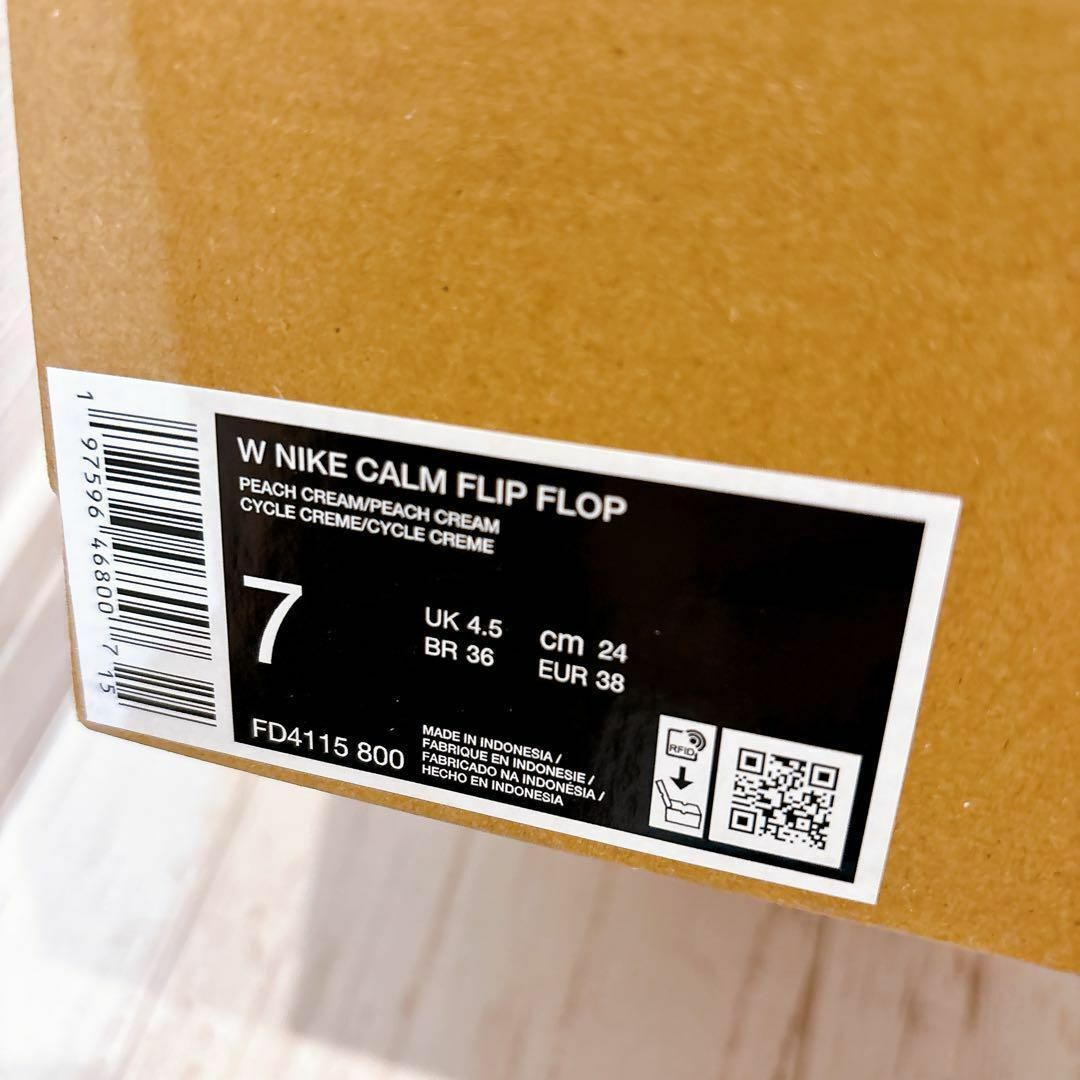 W NIKE CALM FLIP FLOP
PEACH CREAM/PEACH CREAM
CYCLE CREME/CYCLE CREME
7
UK 4.5
BR 36
cm 24
EUR 38
FD4115 800
MADE IN INDONESIA /
FABRIQUE EN INDONESIE /
FABRICADO NA INDONÉSIA /
HECHO EN INDONESIA
RFID
1 97596 46800 7 15